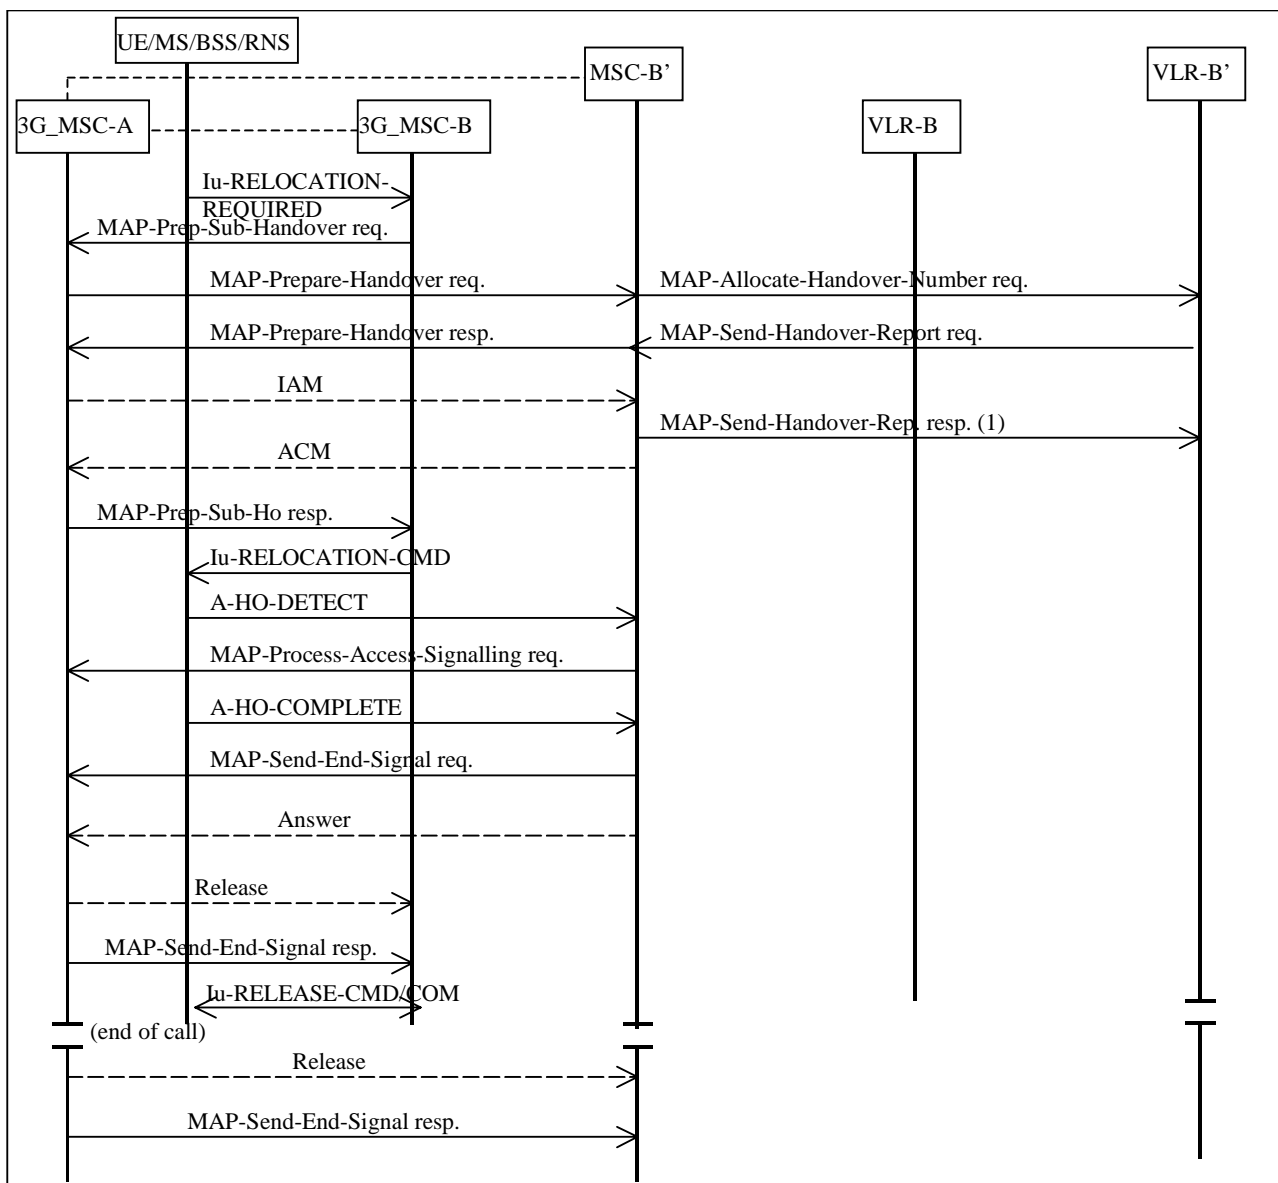 UE/MS/BSS/RNS
MSC-B’
VLR-B’
3G_MSC-A
3G_MSC-B
VLR-B
Iu-RELOCATION-
REQUIRED
MAP-Prep-Sub-Handover req.
MAP-Prepare-Handover req.
MAP-Allocate-Handover-Number req.
MAP-Prepare-Handover resp.
MAP-Send-Handover-Report req.
IAM
MAP-Send-Handover-Rep. resp. (1)
ACM
MAP-Prep-Sub-Ho resp.
Iu-RELOCATION-CMD
A-HO-DETECT
MAP-Process-Access-Signalling req.
A-HO-COMPLETE
MAP-Send-End-Signal req.
Answer
Release
MAP-Send-End-Signal resp.
Iu-RELEASE-CMD/COM
(end of call)
Release
MAP-Send-End-Signal resp.